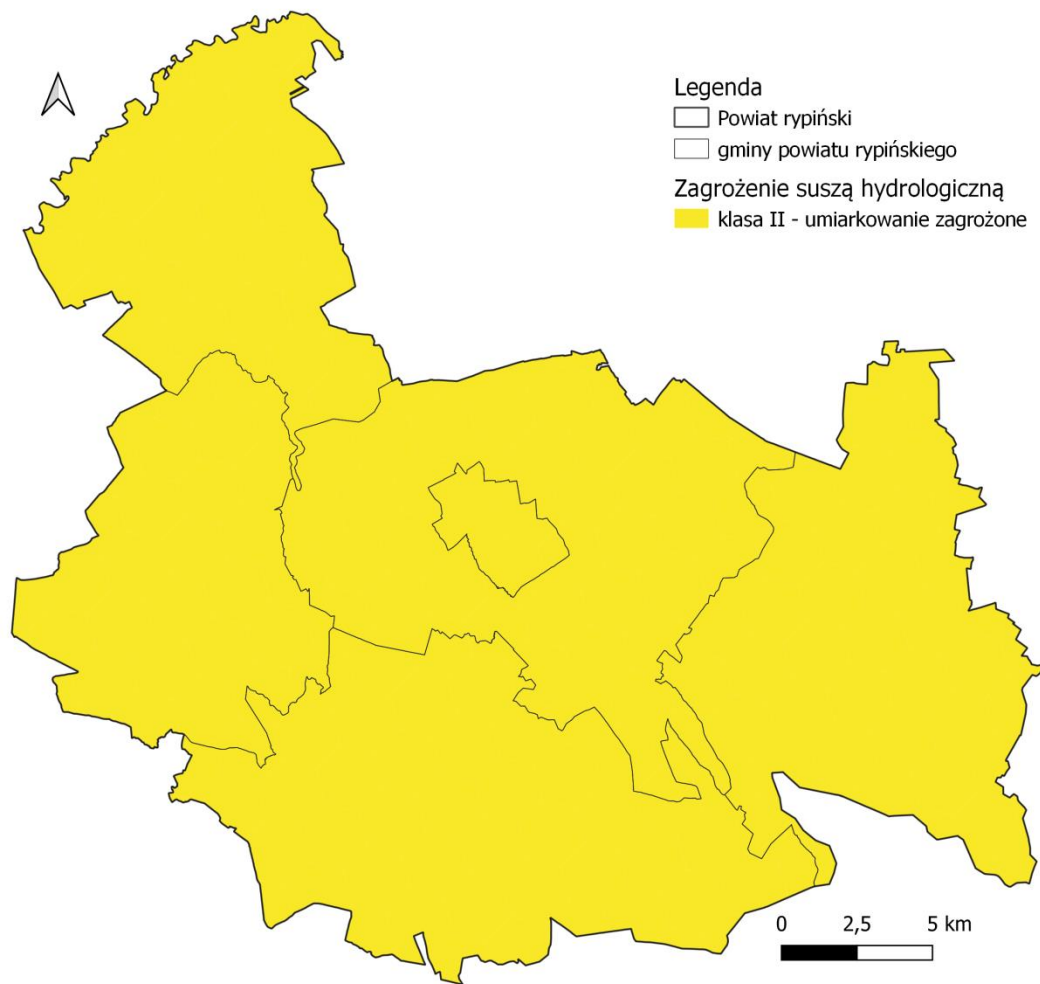 Legenda
Powiat rypiński
gminy powiatu rypińskiego
Zagrożenie suszą hydrologiczną
klasa II - umiarkowanie zagrożone
0 2,5 5 km